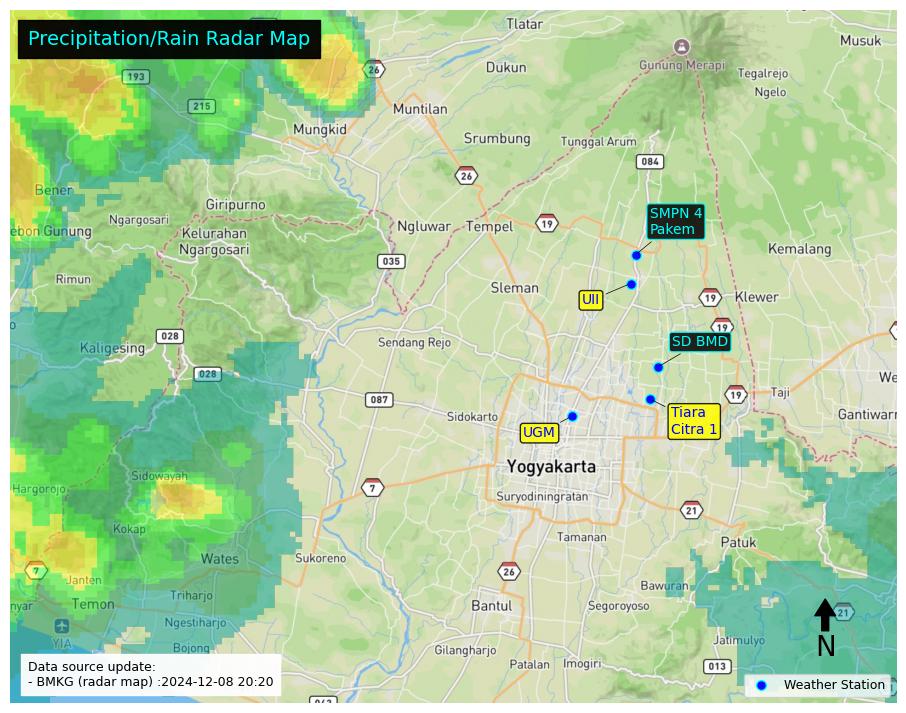 Precipitation/Rain Radar Map
Tlatar
Musuk
Dukun
Gunung Merapi
26
193
Tegalrejo
Ngelo
215
Muntilan
Mungkid
Srumbung
Tunggal Arum
084
26
Bener
Giripurno
SMPN 4
Pakem
Ngargosari
Ngluwar
Tempel
19
ebon Gunung
Kelurahan
Ngargosari
Kemalang
035
Rimun
Sleman
UII
19
Klewer
19
028
Kaligesing
Sendang Rejo
SD BMD
028
We
087
19
Taji
Sidokarto
Tiara
Citra 1
Gantiwarn
UGM
Yogyakarta
Sidowayah
Hargorojo
7
Suryodiningratan
21
Kokap
Tamanan
Patuk
Wates
Sukoreno
7
Janten
26
Bawuran
Triharjo
nyar
Temon
Bantul
Segoroyoso
21
Ngestiharjo
YIA
Jatimulyo
N
Bojong
Gilangharjo
Patalan
Imogiri
013
Data source update:
- BMKG (radar map) :2024-12-08 20:20
Weather Station